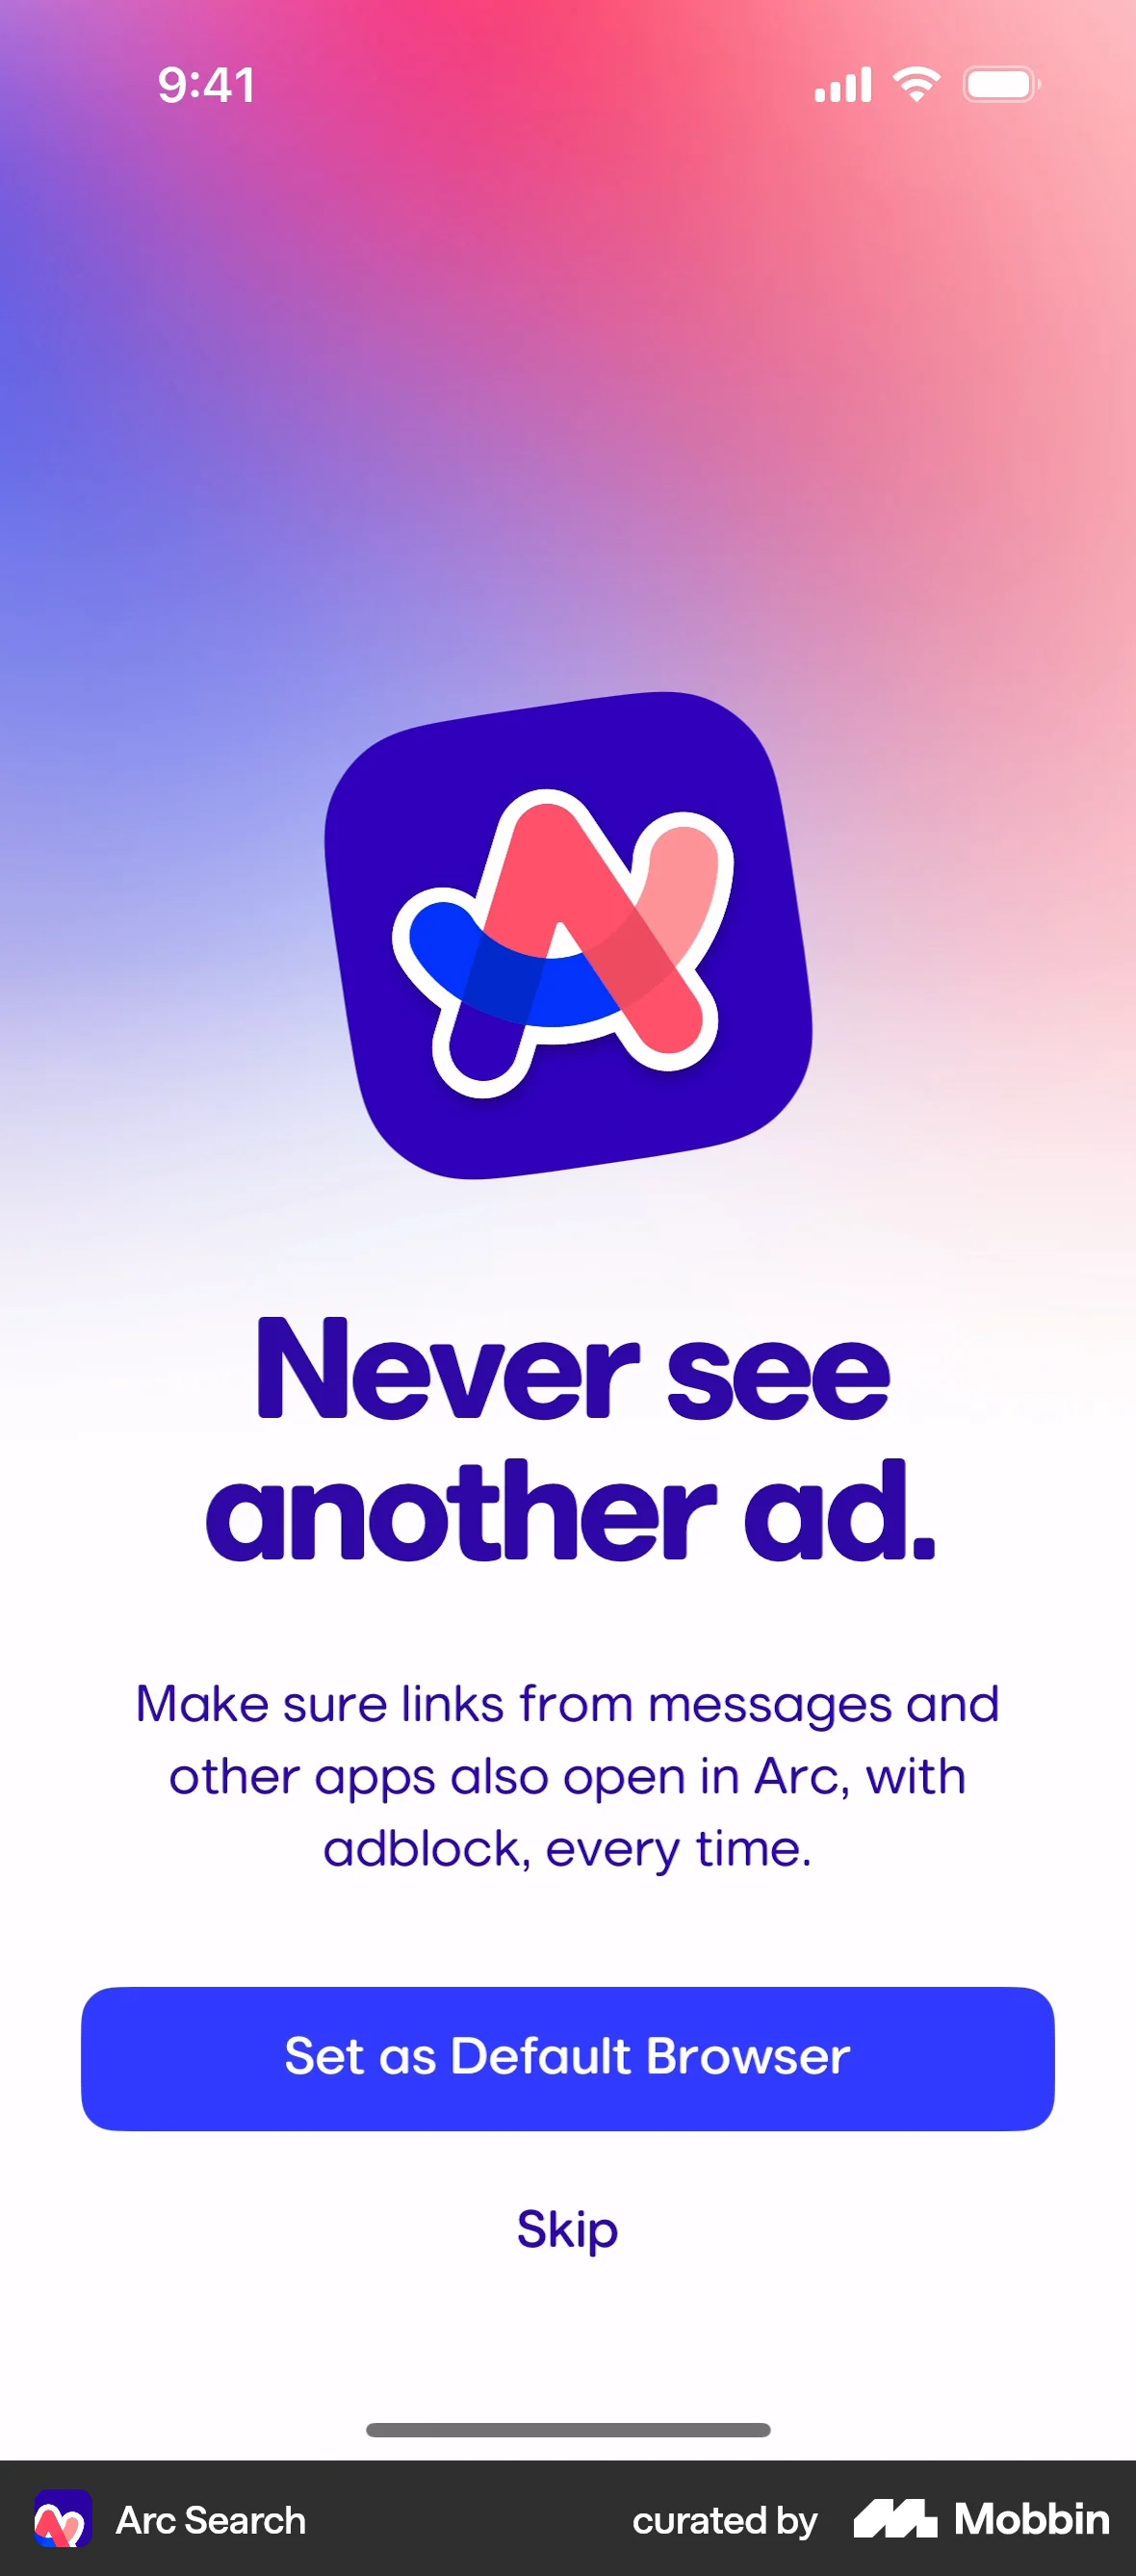 9:41
Never see
another ad.
Make sure links from messages and
other apps also open in Arc, with
adblock, every time.
Set as Default Browser
Skip
Arc Search
curated by Mobbin